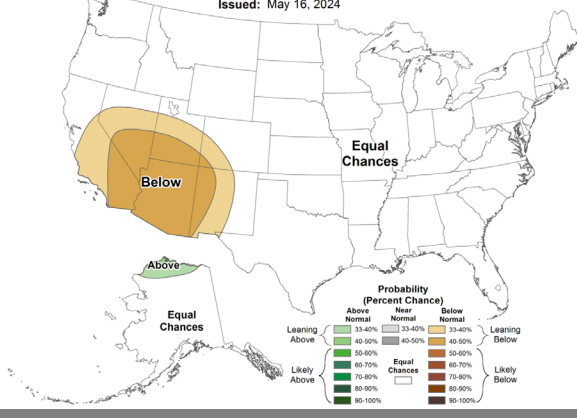 Issued: May 16, 2024
Equal
Chances
Below
Above
Equal
Chances
Probability
(Percent Chance)
Above
Normal
Near
Normal
Below
Normal
Leaning
Above
33-40%
33-40%
33-40%
Leaning
Below
40-50%
40-50%
40-50%
Likely
Above
50-60%
50-60%
Likely
Below
60-70%
Equal
Chances
60-70%
70-80%
70-80%
80-90%
80-90%
90-100%
90-100%